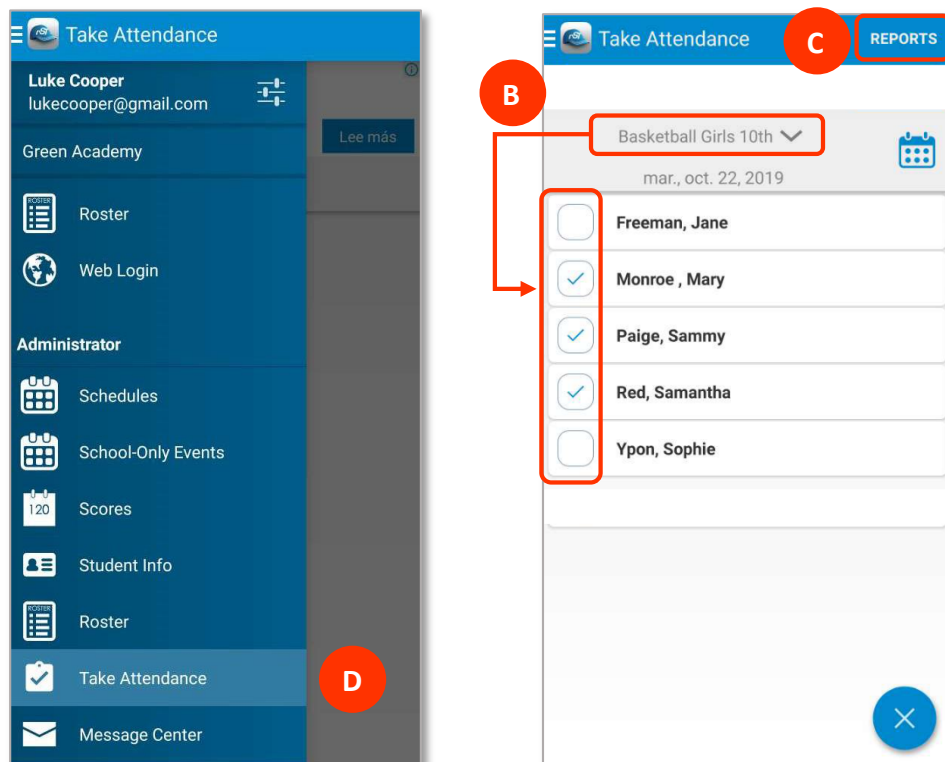 Take Attendance
Luke Cooper
lukecooper@gmail.com
Lee más
Green Academy
ROSTER
Roster
Web Login
Administrator
Schedules
School-Only Events
120
Scores
Student Info
ROSTER
Roster
Take Attendance
D
Message Center
Take Attendance
C
REPORTS
B
Basketball Girls 10th
mar., oct. 22, 2019
Freeman, Jane
Monroe , Mary
Paige, Sammy
Red, Samantha
Ypon, Sophie